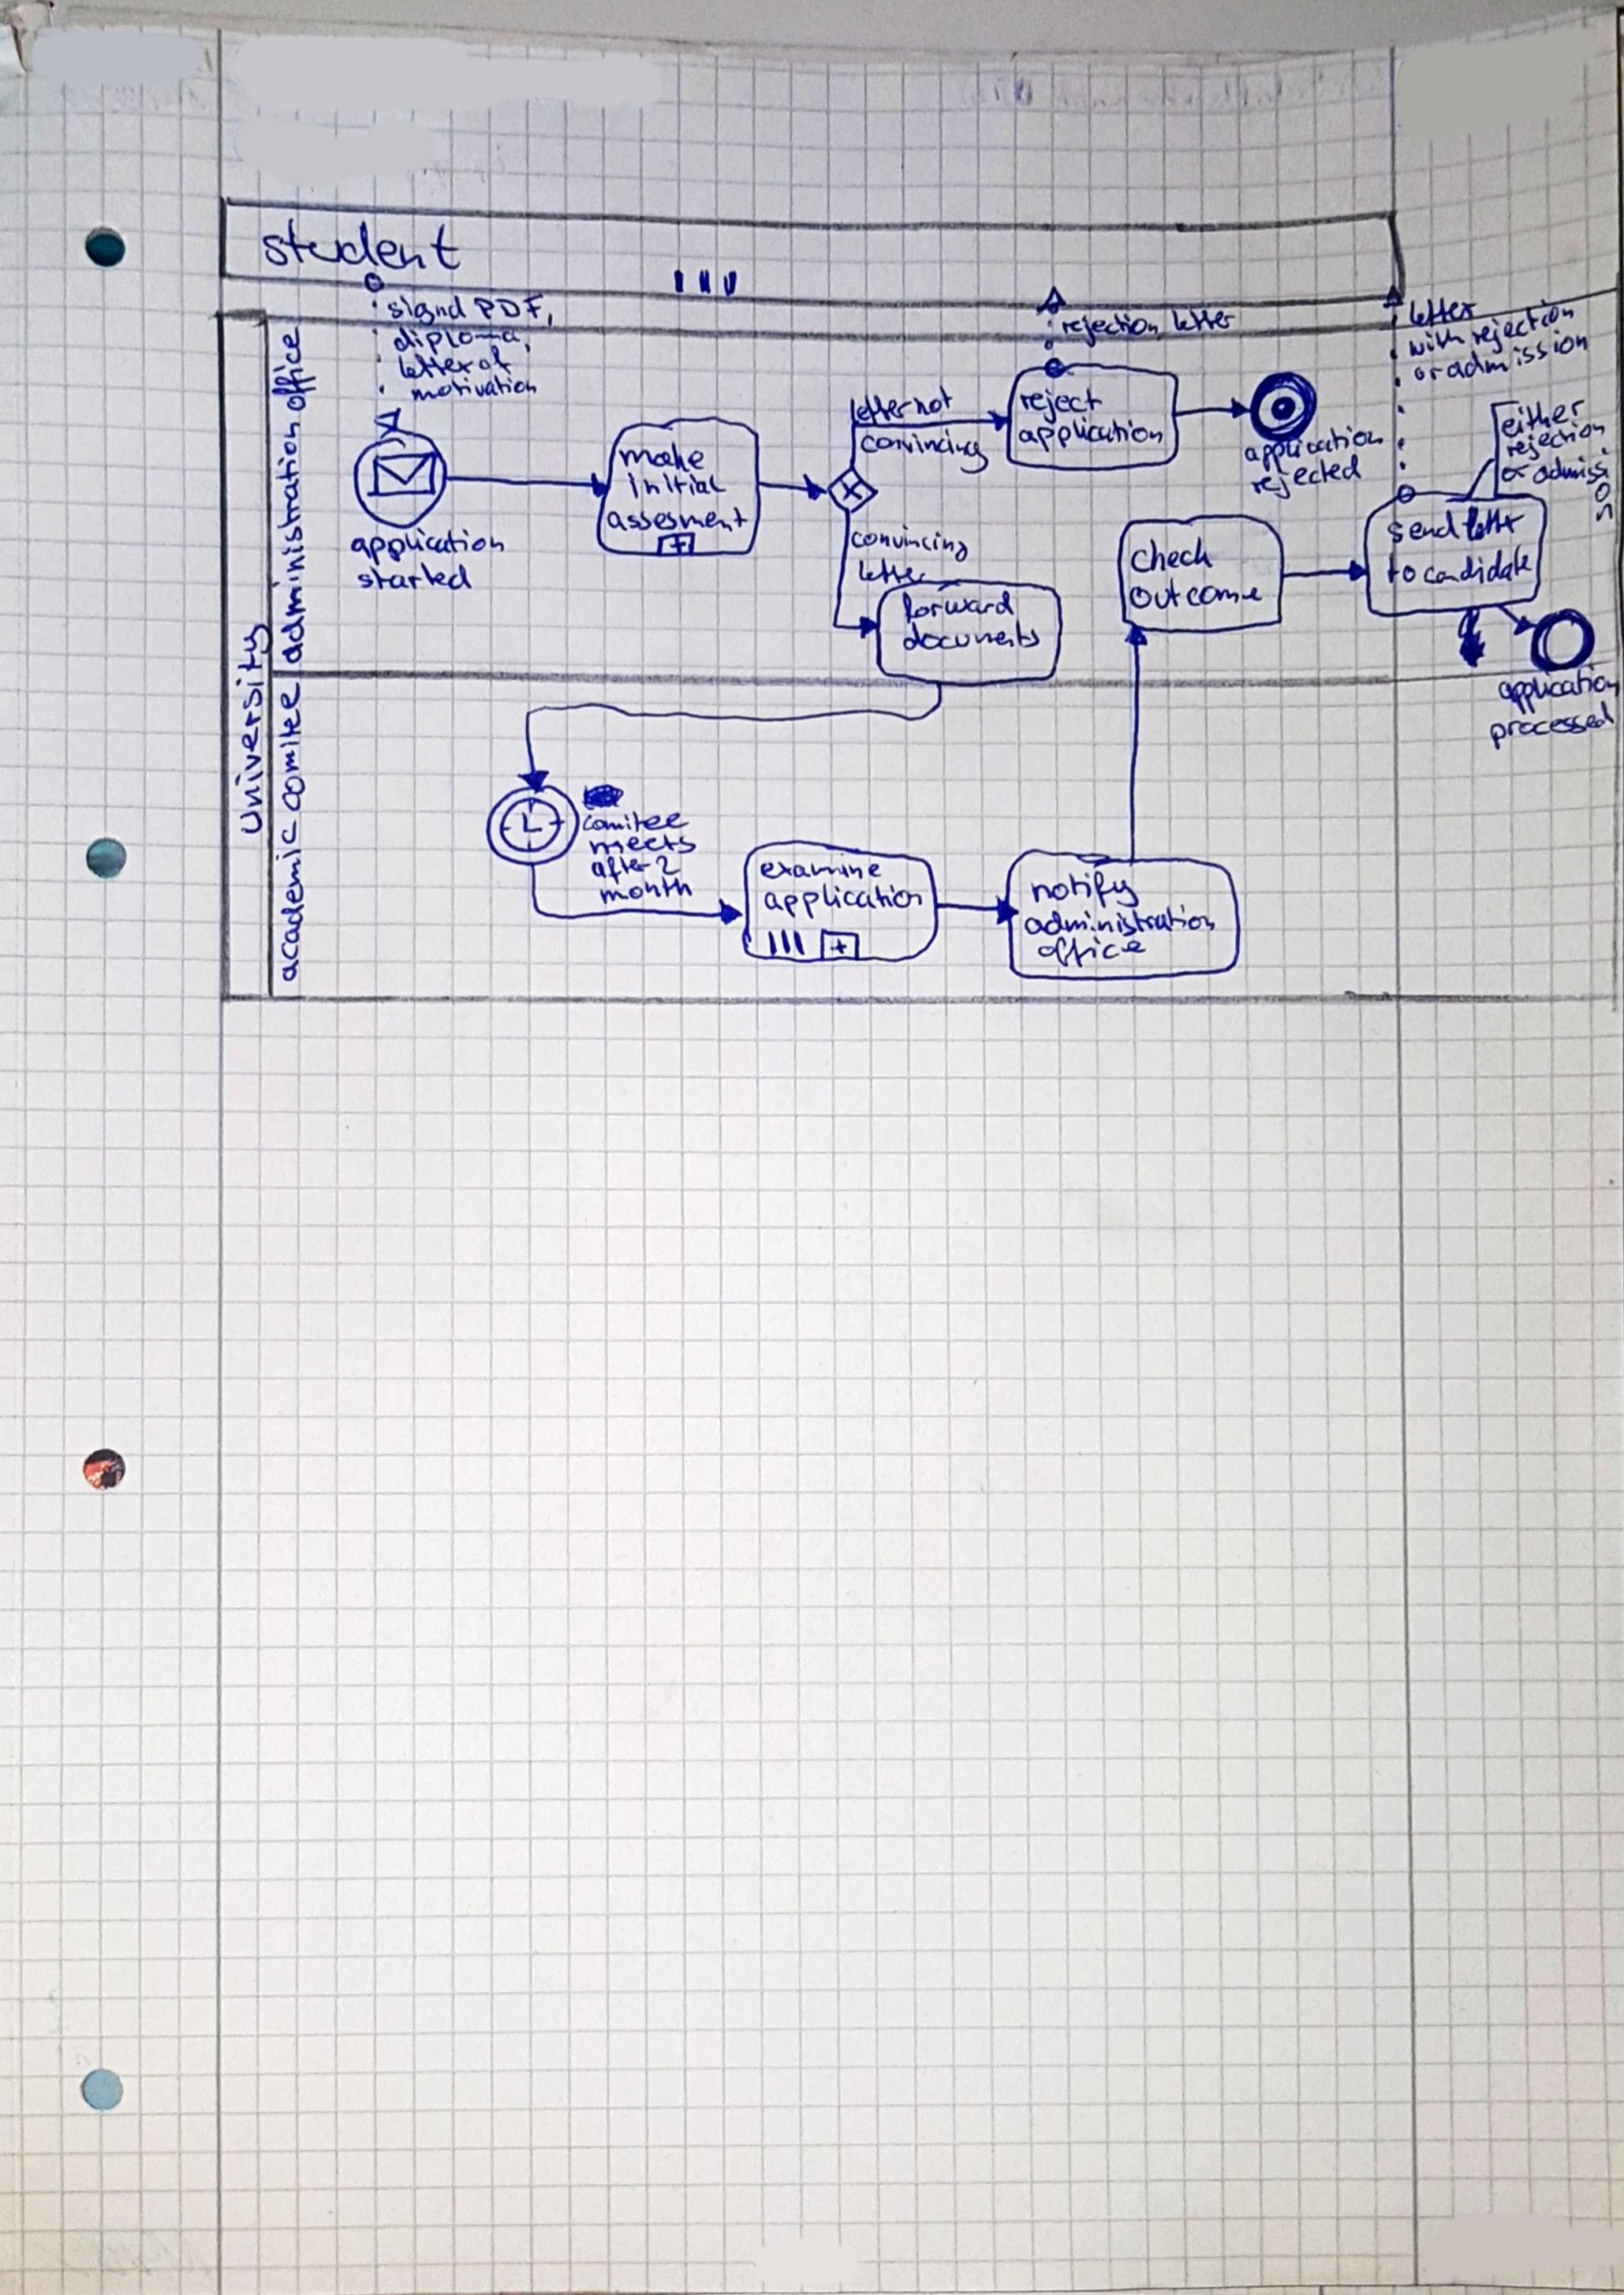 student
signd PDF,
diploma,
letter of
motivation
rejection letter
letter
with rejection
or admission
University
administration office
academic comitee
application
started
make
initial
assesment
letter not
convincing
convincing
letter
reject
application
application
rejected
forward
documents
check
outcome
send letter
to candidate
either
rejection
or admission
application
processed
comitee
meets
after 2
month
examine
application
notify
administration
office